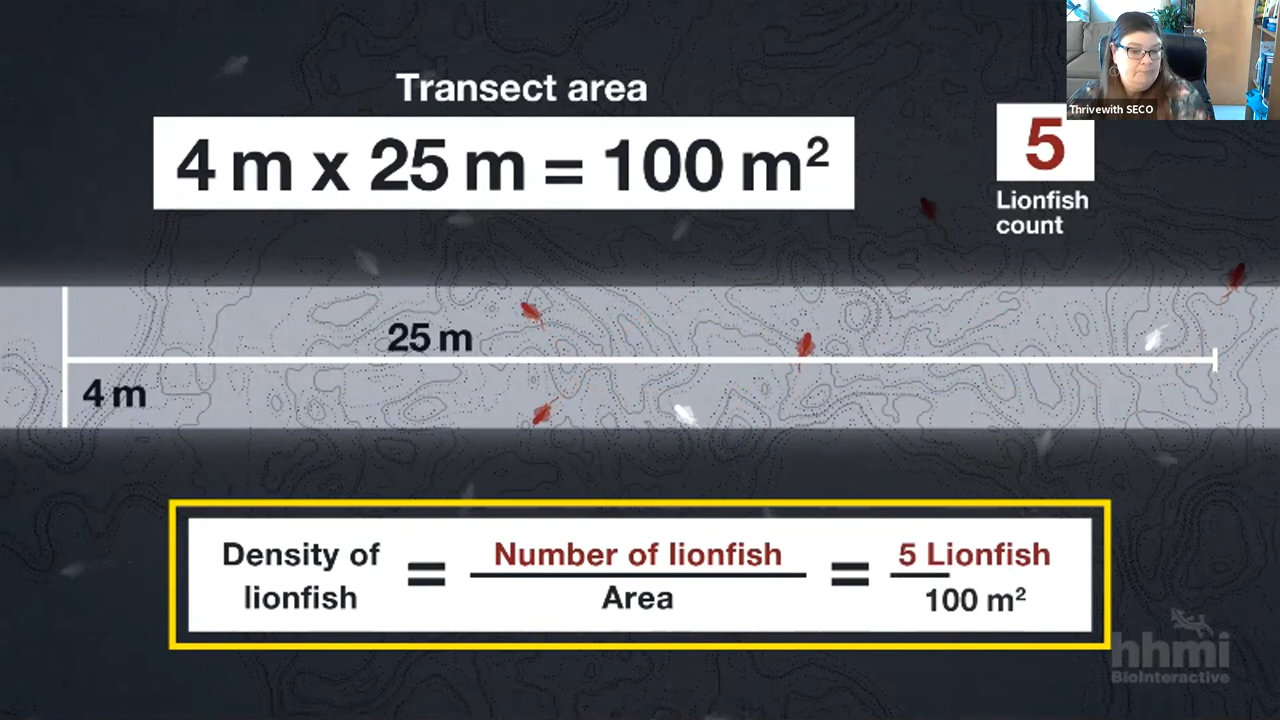 Transect area
4 m x 25 m = 100 m²
Thrivewith SECO
5
Lionfish
count
25 m
4 m
Density of
lionfish
=
Number of lionfish
Area
=
5 Lionfish
100 m²
hhmi
BioInteractive